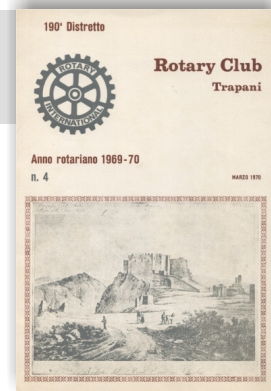 190° Distretto
ROTARY
INTERNATIONAL
Rotary Club
Trapani
Anno rotariano 1969-70
n. 4
MARZO 1970